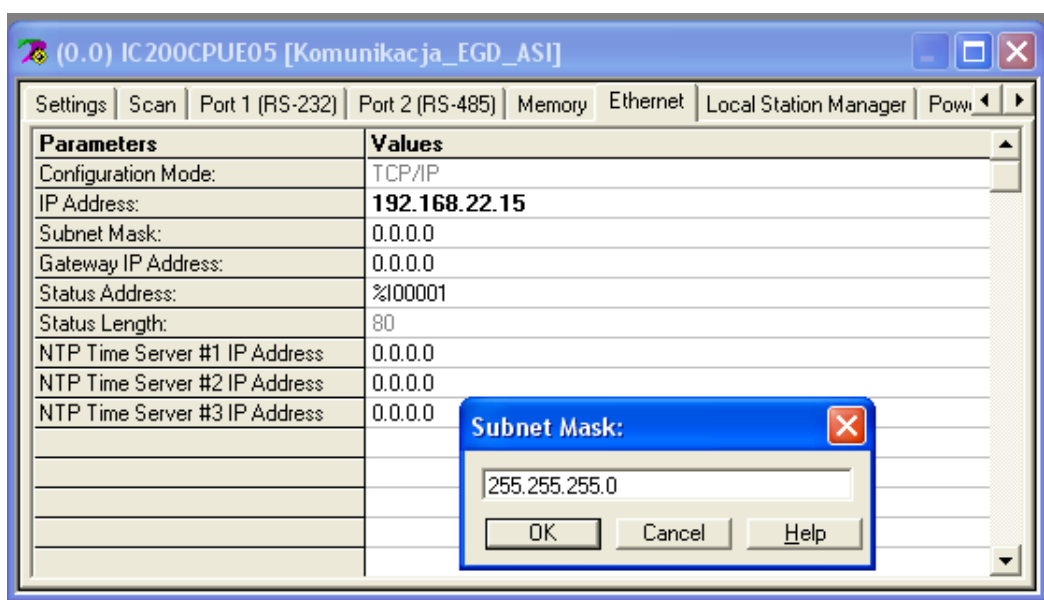 (0.0) IC200CPUE05 [Komunikacja_EGD_ASI]
Settings Scan Port 1 (RS-232) Port 2 (RS-485) Memory Ethernet Local Station Manager
Parameters Values
Configuration Mode: TCP/IP
IP Address: 192.168.22.15
Subnet Mask: 0.0.0.0
Gateway IP Address: 0.0.0.0
Status Address: %I00001
Status Length: 80
NTP Time Server #1 IP Address 0.0.0.0
NTP Time Server #2 IP Address 0.0.0.0
NTP Time Server #3 IP Address 0.0.0.0
Subnet Mask:
255.255.255.0
OK Cancel Help